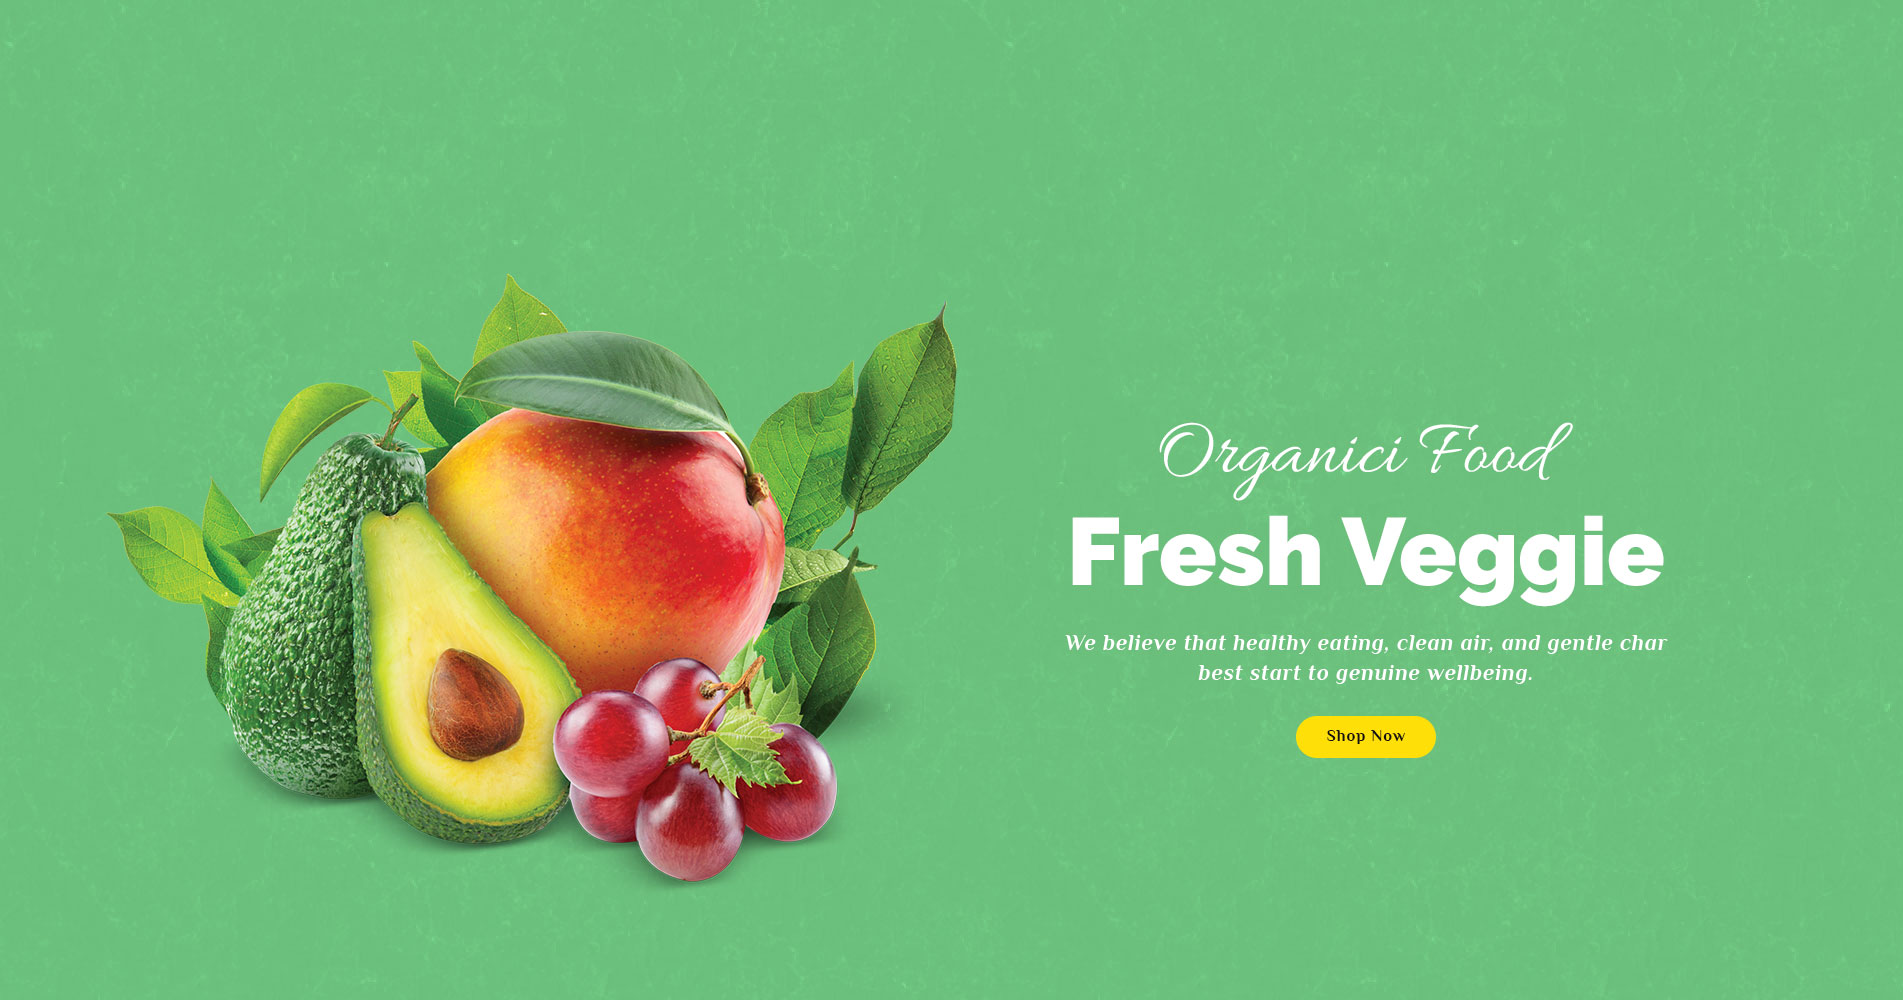 Organici Food
Fresh Veggie
We believe that healthy eating, clean air, and gentle char
best start to genuine wellbeing.
Shop Now